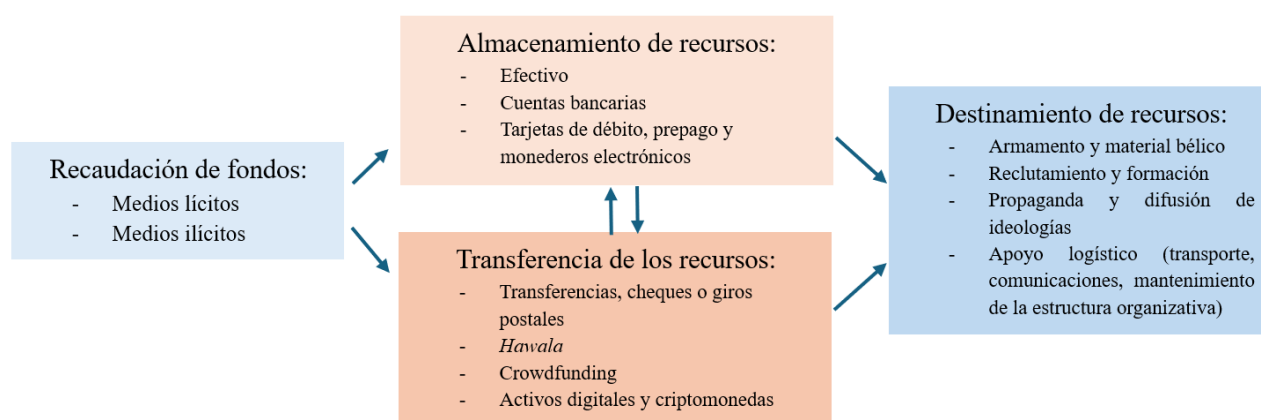 Recaudación de fondos:
- Medios lícitos
- Medios ilícitos
Almacenamiento de recursos:
- Efectivo
- Cuentas bancarias
- Tarjetas de débito, prepago y
monederos electrónicos
Transferencia de los recursos:
- Transferencias, cheques o giros
postales
- Hawala
- Crowdfunding
- Activos digitales y criptomonedas
Destinamiento de recursos:
- Armamento y material bélico
- Reclutamiento y formación
- Propaganda y difusión de
ideologías
- Apoyo logístico (transporte,
comunicaciones, mantenimiento
de la estructura organizativa)